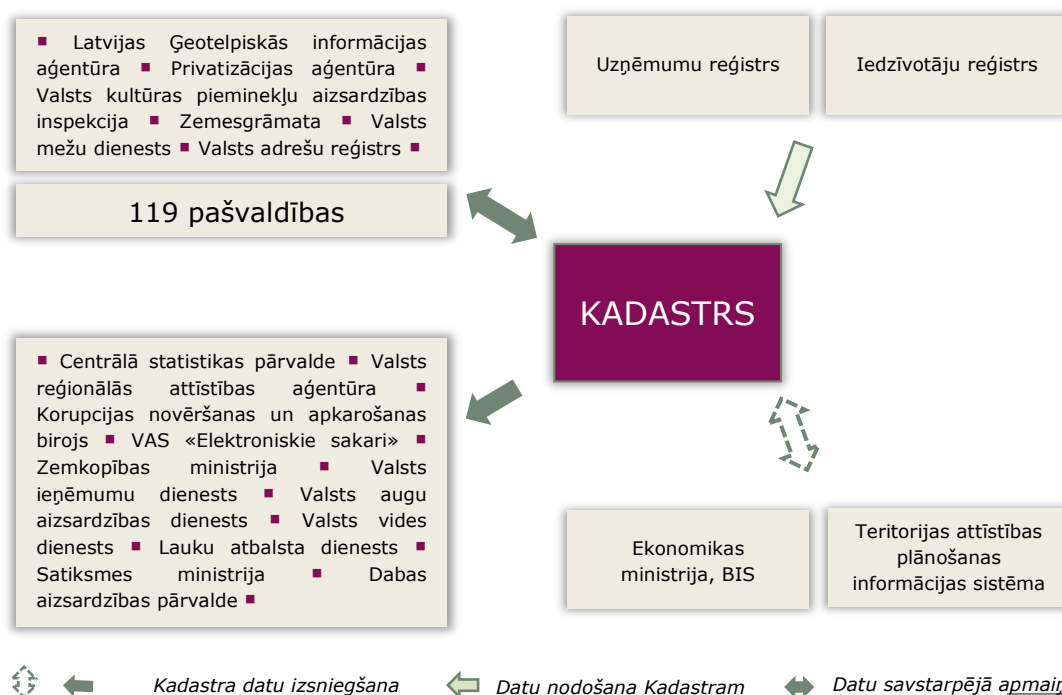 ▪ Latvijas Ģeotelpiskās informācijas
aģentūra ▪ Privatizācijas aģentūra ▪
Valsts kultūras pieminekļu aizsardzības
inspekcija ▪ Zemesgrāmata ▪ Valsts
mežu dienests ▪ Valsts adrešu reģistrs ▪
119 pašvaldības
Uzņēmumu reģistrs
Iedzīvotāju reģistrs
KADASTRS
▪ Centrālā statistikas pārvalde ▪ Valsts
reģionālās attīstības aģentūra ▪
Korupcijas novēršanas un apkarošanas
birojs ▪ VAS «Elektroniskie sakari» ▪
Zemkopības ministrija ▪ Valsts
ieņēmumu dienests ▪ Valsts augu
aizsardzības dienests ▪ Valsts vides
dienests ▪ Lauku atbalsta dienests ▪
Satiksmes ministrija ▪ Dabas
aizsardzības pārvalde ▪
Ekonomikas
ministrija, BIS
Teritorijas attīstības
plānošanas
informācijas sistēma
Kadastra datu izsniegšana
Datu nodošana Kadastram
Datu savstarpējā